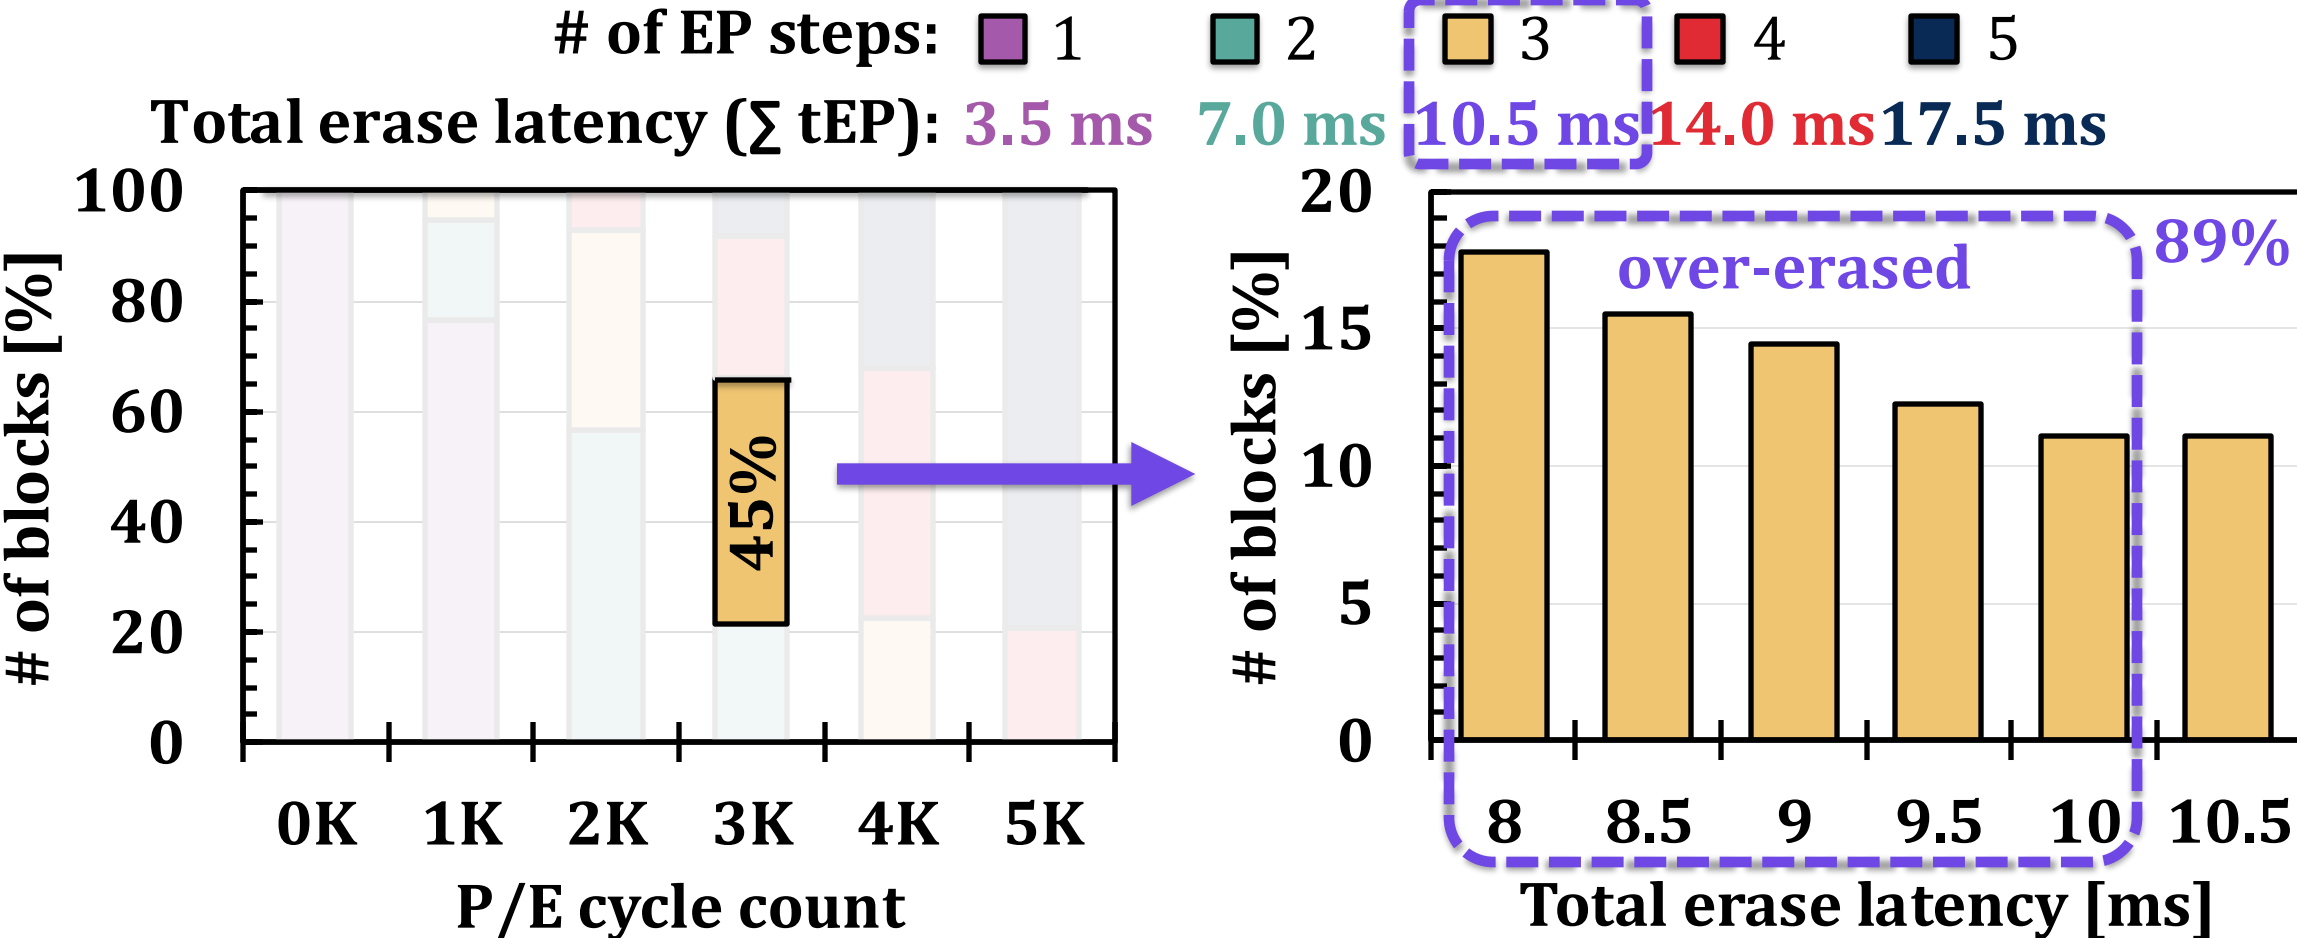 # of EP steps: 1 2 3 4 5
Total erase latency (∑ tEP): 3.5 ms 7.0 ms 10.5 ms 14.0 ms 17.5 ms
# of blocks [%]
100
80
60
40
20
0
45%
0K 1K 2K 3K 4K 5K
P/E cycle count
# of blocks [%]
20
15
10
5
0
over-erased
89%
8 8.5 9 9.5 10 10.5
Total erase latency [ms]